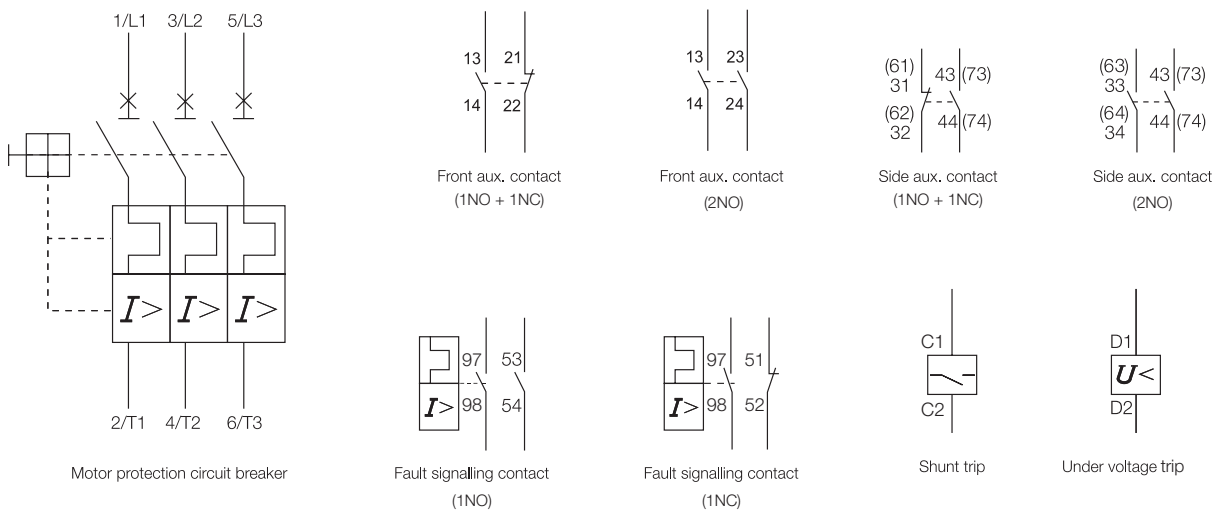 1/L1 3/L2 5/L3
I> I> I>
2/T1 4/T2 6/T3
Motor protection circuit breaker
13 21
14 22
Front aux. contact
(1NO + 1NC)
13 23
14 24
Front aux. contact
(2NO)
(61) 43 (73)
31
(62) 44 (74)
32
Side aux. contact
(1NO + 1NC)
(63) 43 (73)
33
(64) 44 (74)
34
Side aux. contact
(2NO)
97 53
I> 98 54
Fault signalling contact
(1NO)
97 51
I> 98 52
Fault signalling contact
(1NC)
C1
C2
Shunt trip
D1
U<
D2
Under voltage trip